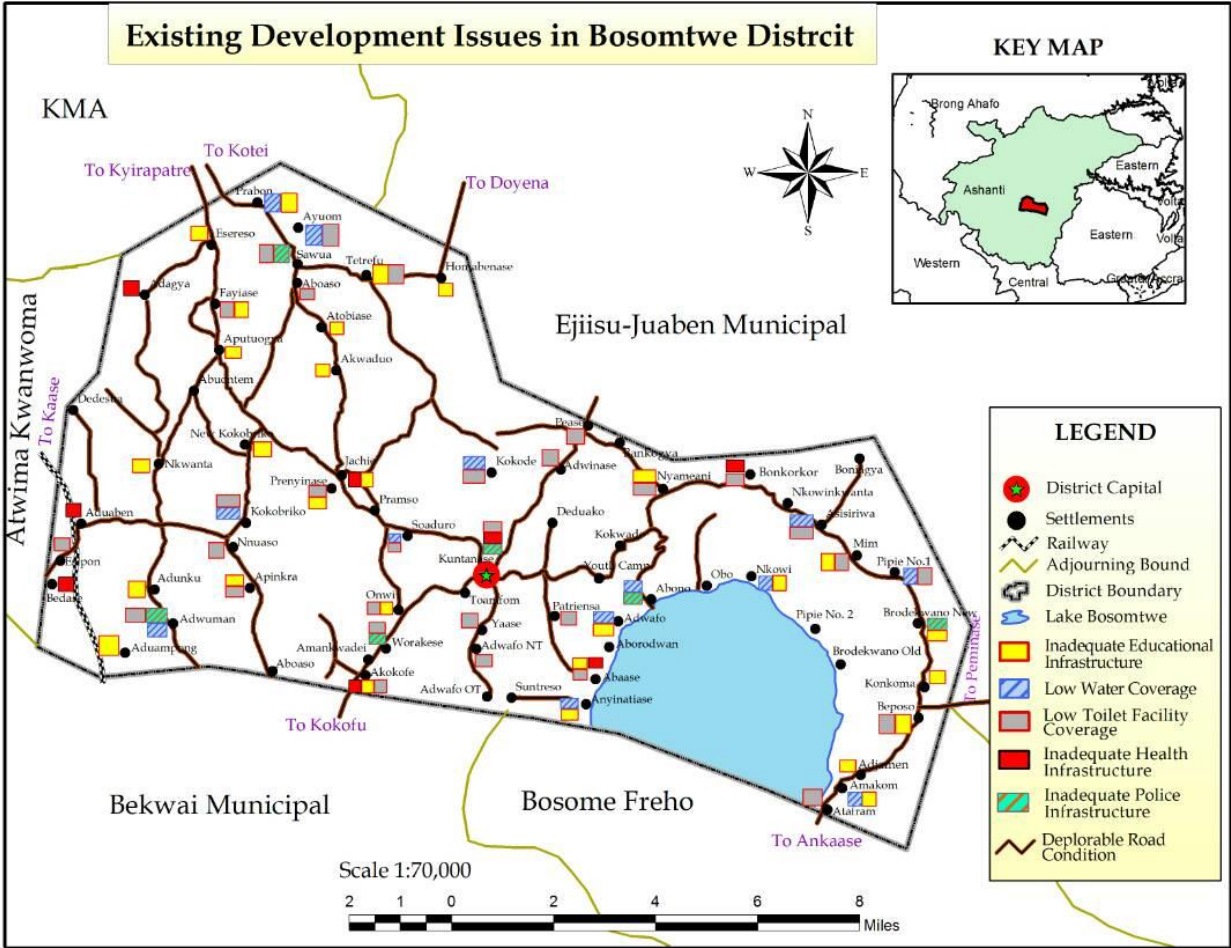 Existing Development Issues in Bosomtwe Distrcit
KEY MAP
KMA
Brong Ahafo
Ashanti
Eastern
Eastern
Volta
Western
Central
N
W
E
S
To Kyirapatre
To Kotei
To Doyena
Prabon
Ayuom
Esereso
Sawua
Tetrefu
Homabenase
Adagya
Aboaso
Fayiase
Atobiase
Ejiisu-Juaben Municipal
Aputuogya
Akwaduo
Abuontem
Atwima Kwanwoma
To Kaase
Dedesua
New Kokobriko
Pease
Nkwanta
Jachie
Kokode
Adwinase
Nyameani
Bonkorkor
Boningya
Prenyinase
Pramso
Nkowinkwanta
Aduaben
Kokobriko
Soaduro
Deduako
Asisiriwa
Kuntanase
Kokwado
Mim
Nnuaso
Pipie No.1
Bedase
Adunku
Apinkra
Youth Camp
Obo
Nkowi
Onwi
Toamfom
Abono
Adwuman
Patriensa
Adwafo
Pipie No. 2
Brodekwano New
Yaase
Worakese
Aduampong
Amankwadei
Adwafo NT
Aborodwan
Brodekwano Old
Aboaso
Akokofe
Abaase
Konkoma
To Peminase
Adwafo OT
Suntreso
Anyinatiase
Beposo
To Kokofu
Adjamen
Amakom
Atafram
Bekwai Municipal
Bosome Freho
To Ankaase
Scale 1:70,000
2 1 0 2 4 6 8
Miles
LEGEND
District Capital
Settlements
Railway
Adjourning Bound
District Boundary
Lake Bosomtwe
Inadequate Educational
Infrastructure
Low Water Coverage
Low Toilet Facility
Coverage
Inadequate Health
Infrastructure
Inadequate Police
Infrastructure
Deplorable Road
Condition